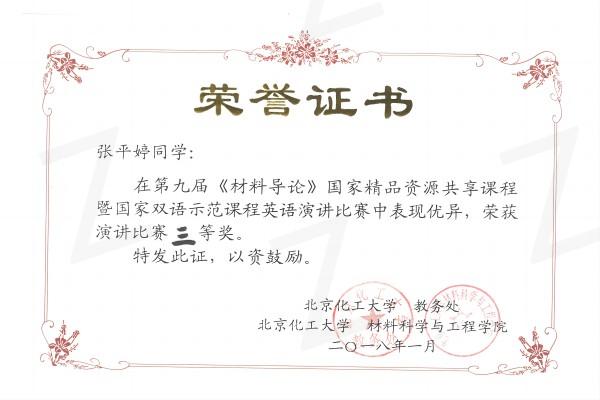 荣誉证书
张平婷同学：
在第九届《材料导论》国家精品资源共享课程
暨国家双语示范课程英语演讲比赛中表现优异，荣获
演讲比赛 三 等奖。
特发此证，以资鼓励。
北京化工大学 教务处
北京化工大学 材料科学与工程学院
二〇一八年一月